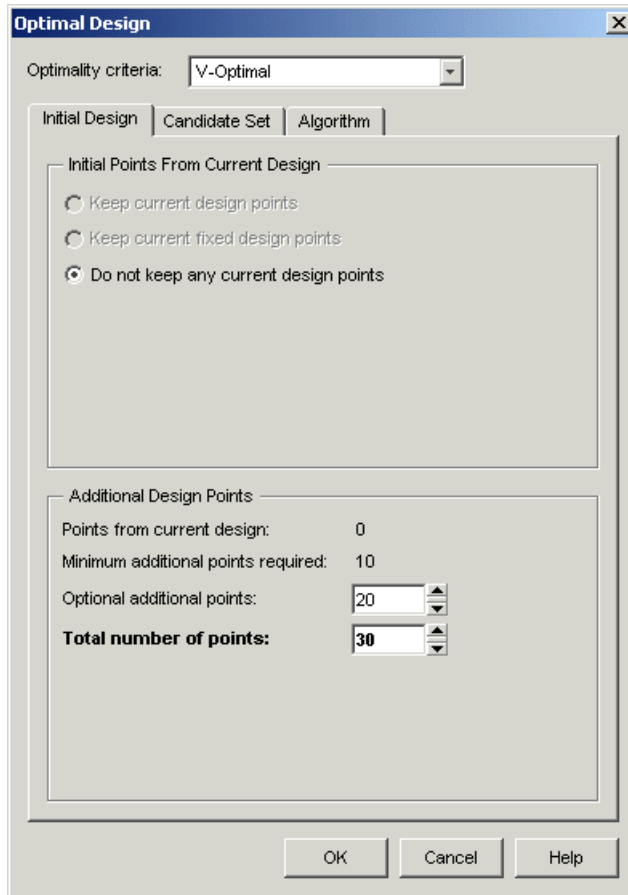 Optimal Design
Optimality criteria: V-Optimal
Initial Design Candidate Set Algorithm
Initial Points From Current Design
Keep current design points
Keep current fixed design points
Do not keep any current design points
Additional Design Points
Points from current design: 0
Minimum additional points required: 10
Optional additional points: 20
Total number of points: 30
OK Cancel Help